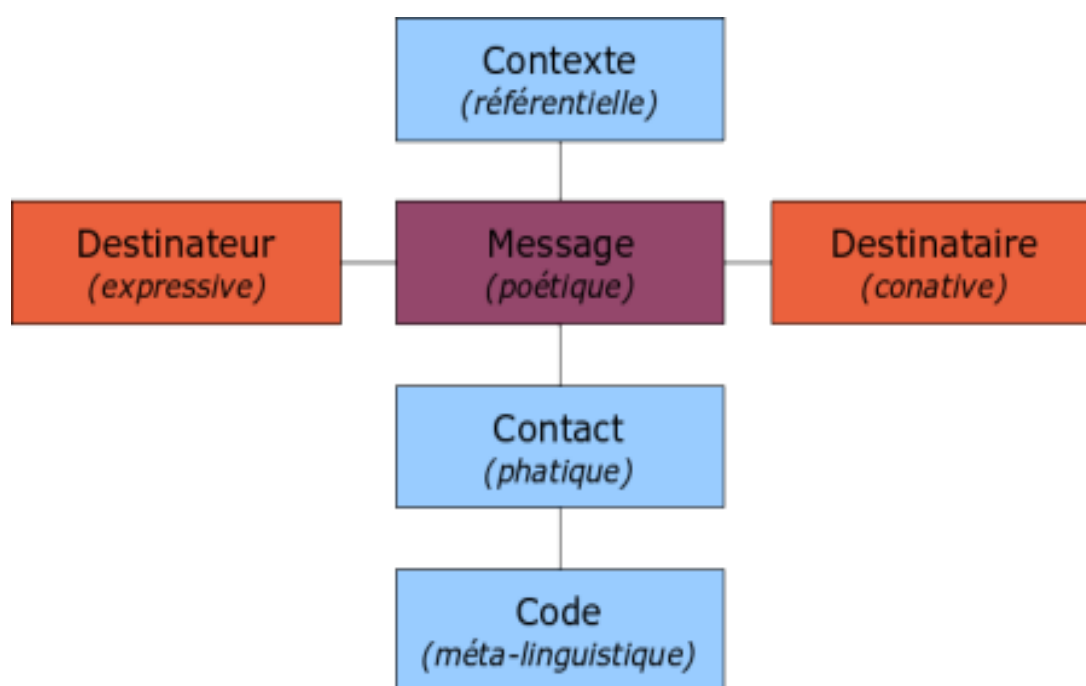 Contexte
(référentielle)
Destinateur
(expressive)
Message
(poétique)
Destinataire
(conative)
Contact
(phatique)
Code
(méta-linguistique)